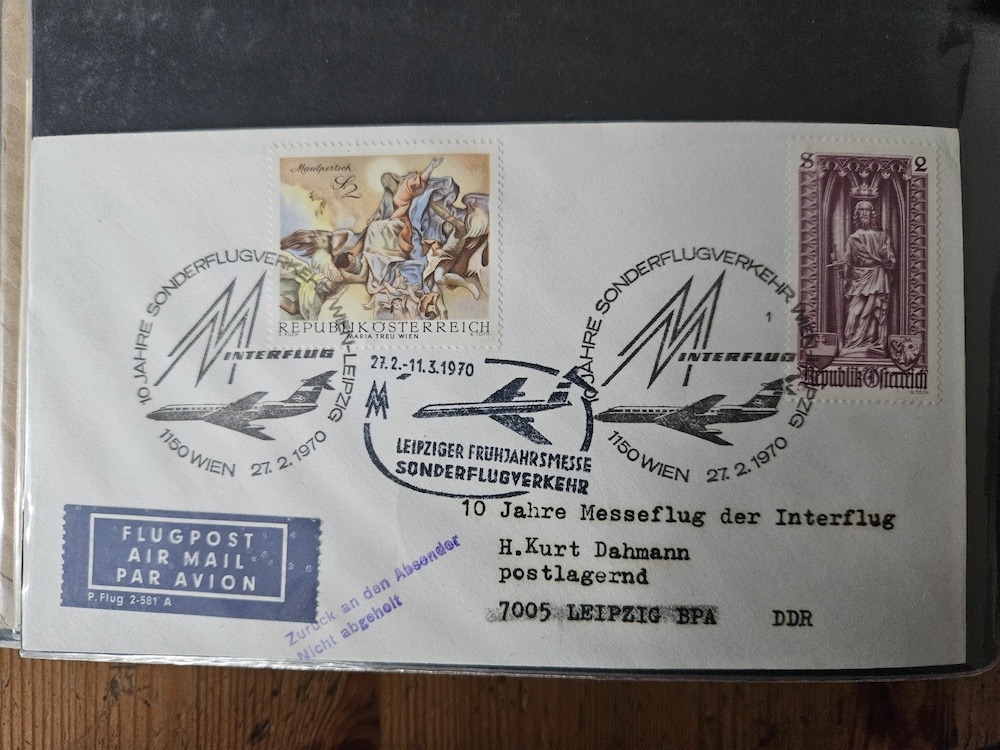 Maulpertsch
S2
REPUBLIK ÖSTERREICH
MARIA TREU WIEN
S 2
Republik Österreich
10 JAHRE SONDERFLUGVERKEHR WIEN-LEIPZIG
INTERFLUG
1150 WIEN 27.2.1970
27.2.-11.3.1970
LEIPZIGER FRÜHJAHRSMESSE
SONDERFLUGVERKEHR
10 JAHRE SONDERFLUGVERKEHR WIEN-LEIPZIG
1
INTERFLUG
1150 WIEN 27.2.1970
10 Jahre Messeflug der Interflug
H.Kurt Dahmann
postlagernd
7005 LEIPZIG BPA DDR
FLUGPOST
AIR MAIL
PAR AVION
P. Flug 2-581 A
Zurück an den Absender
Nicht abgeholt